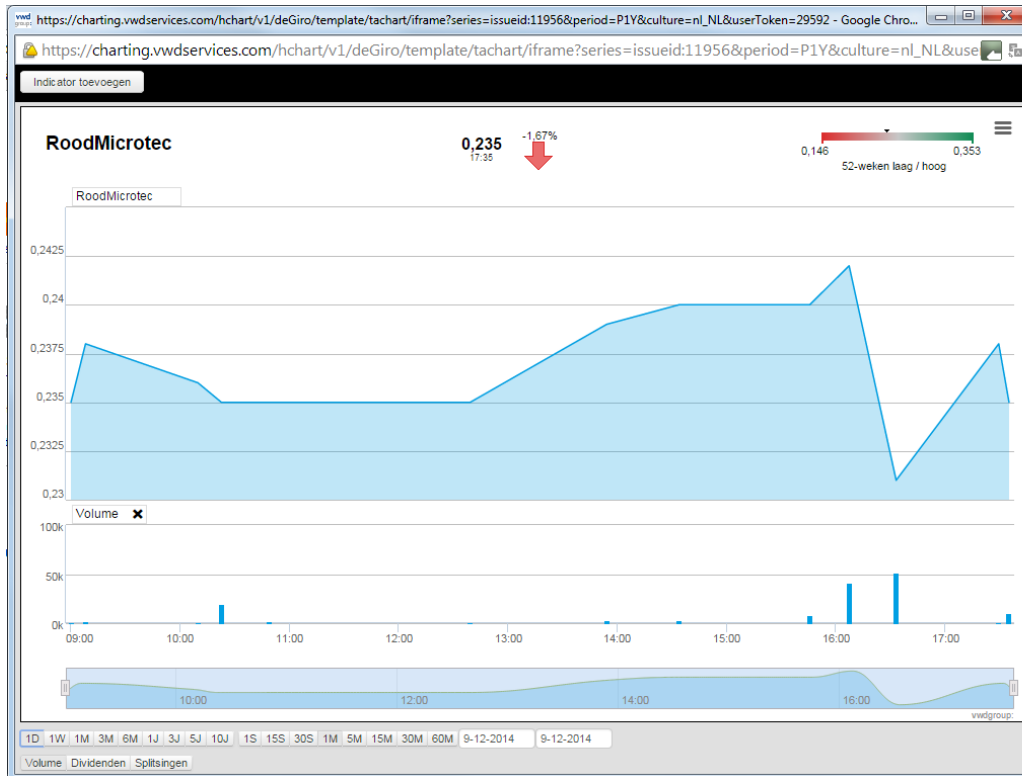 vwd group: https://charting.vwdservices.com/hchart/v1/deGiro/template/tachart/iframe?series=issueid:11956&period=P1Y&culture=nl_NL&userToken=29592 - Google Chro...
https://charting.vwdservices.com/hchart/v1/deGiro/template/tachart/iframe?series=issueid:11956&period=P1Y&culture=nl_NL&use
Indicator toevoegen
RoodMicrotec
0,235
17:35
-1,67%
0,146
0,353
52-weken laag / hoog
RoodMicrotec
0,2425
0,24
0,2375
0,235
0,2325
0,23
Volume
100k
50k
0k
09:00 10:00 11:00 12:00 13:00 14:00 15:00 16:00 17:00
10:00 12:00 14:00 16:00
vwdgroup:
1D 1W 1M 3M 6M 1J 3J 5J 10J 1S 15S 30S 1M 5M 15M 30M 60M 9-12-2014 9-12-2014
Volume Dividenden Splitsingen